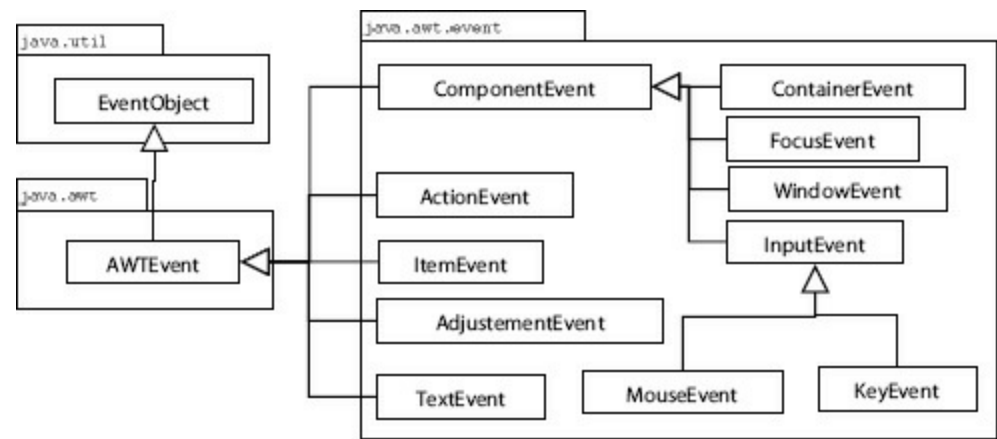 java.util
EventObject
java.awt
AWTEvent
java.awt.event
ComponentEvent
ContainerEvent
FocusEvent
ActionEvent
WindowEvent
InputEvent
ItemEvent
AdjustementEvent
TextEvent
MouseEvent
KeyEvent